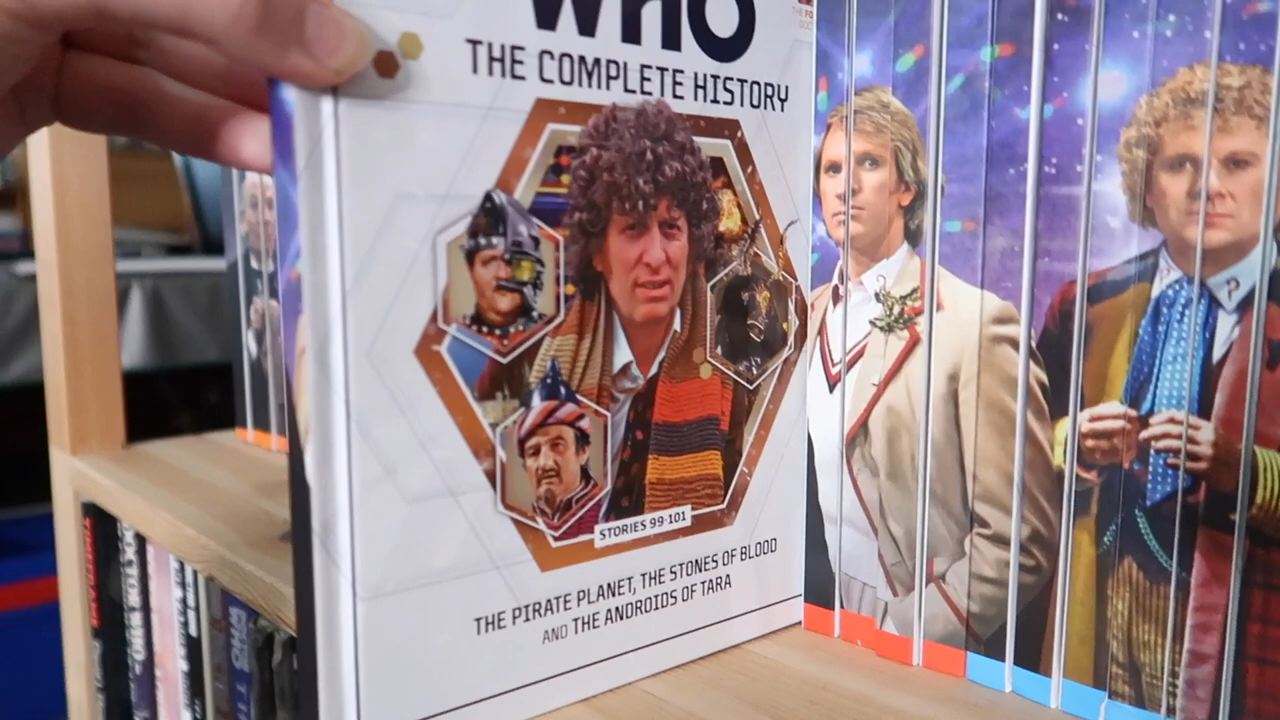 WHO
THE COMPLETE HISTORY
STORIES 99-101
THE PIRATE PLANET, THE STONES OF BLOOD
AND THE ANDROIDS OF TARA